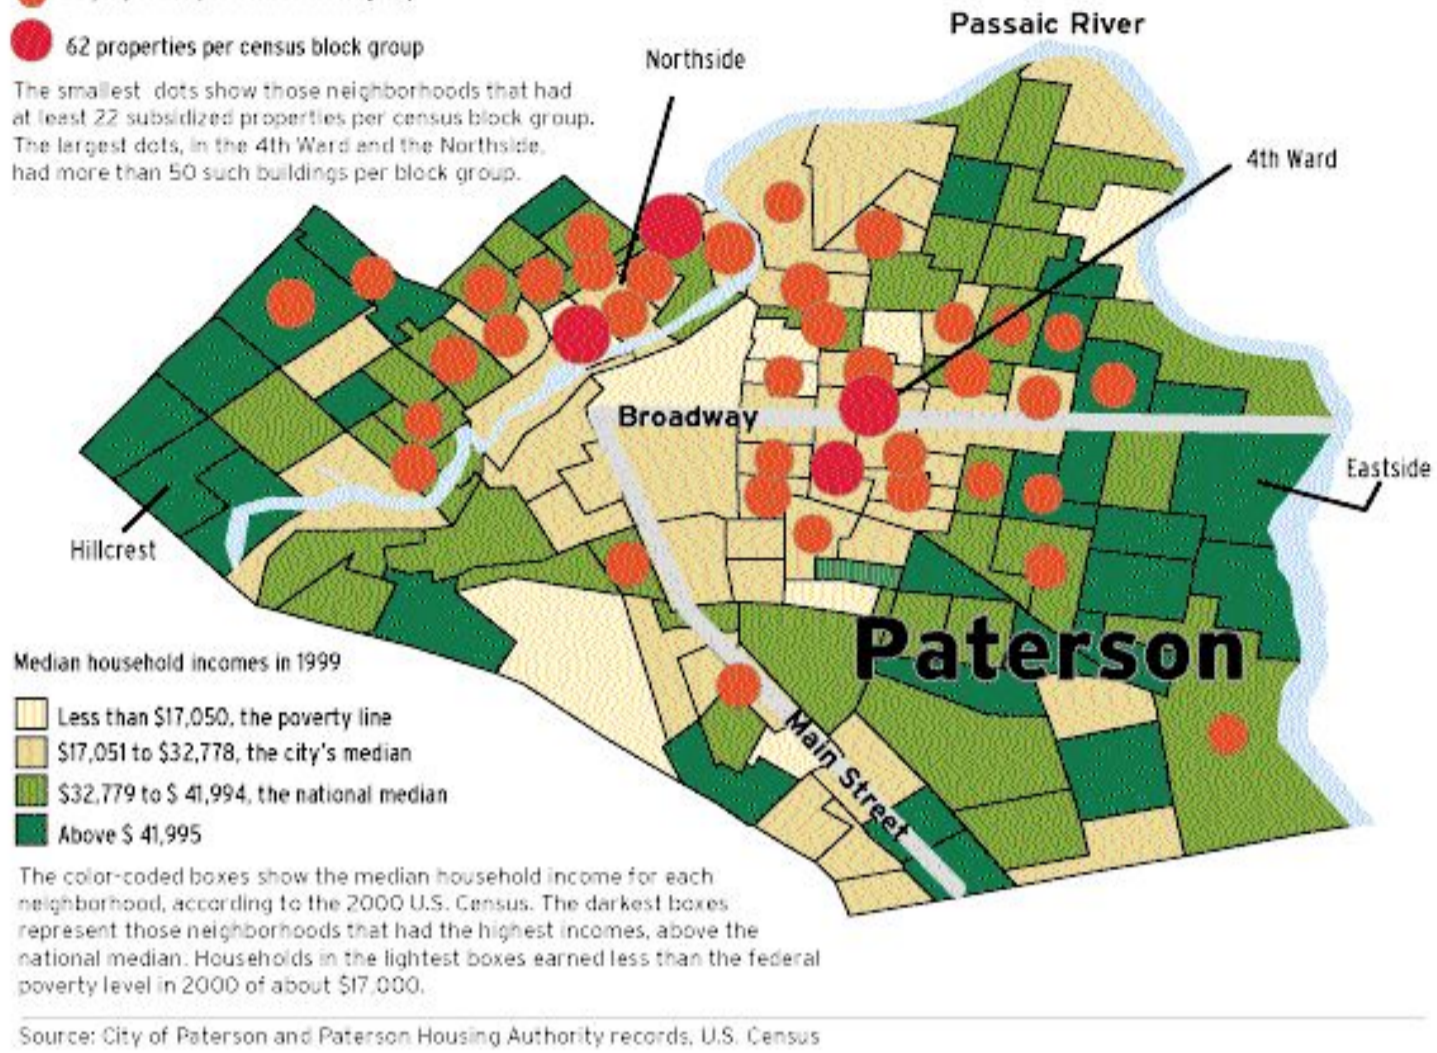 62 properties per census block group
The smallest dots show those neighborhoods that had
at least 22 subsidized properties per census block group.
The largest dots, in the 4th Ward and the Northside,
had more than 50 such buildings per block group.
Passaic River
Northside
4th Ward
Broadway
Eastside
Hillcrest
Paterson
Main Street
Median household incomes in 1999
Less than $17,050, the poverty line
$17,051 to $32,778, the city's median
$32,779 to $ 41,994, the national median
Above $ 41,995
The color-coded boxes show the median household income for each
neighborhood, according to the 2000 U.S. Census. The darkest boxes
represent those neighborhoods that had the highest incomes, above the
national median. Households in the lightest boxes earned less than the federal
poverty level in 2000 of about $17,000.
Source: City of Paterson and Paterson Housing Authority records, U.S. Census